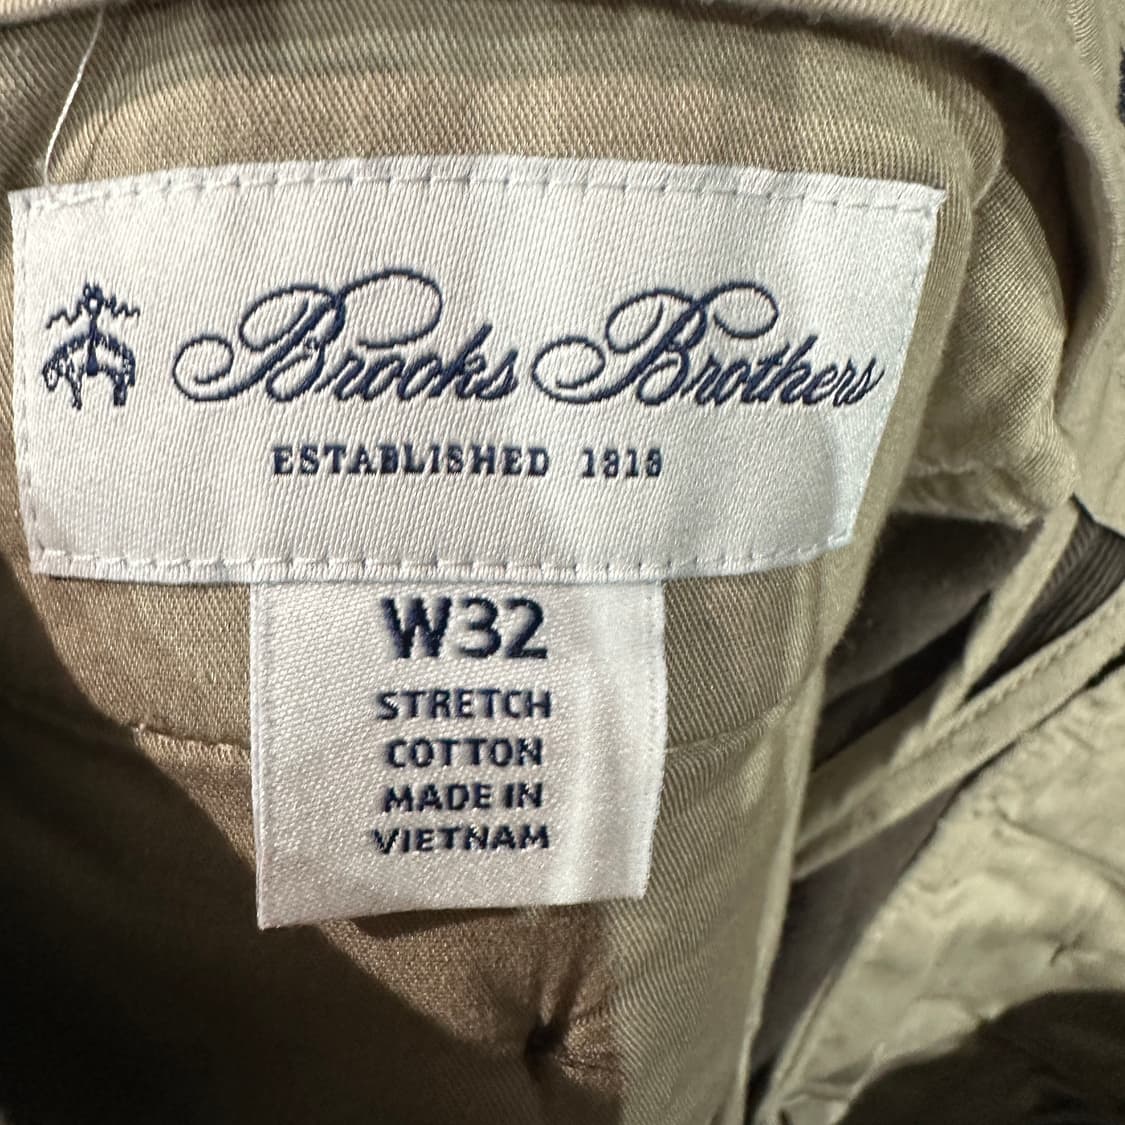 Brooks Brothers
ESTABLISHED 1818
W32
STRETCH
COTTON
MADE IN
VIETNAM